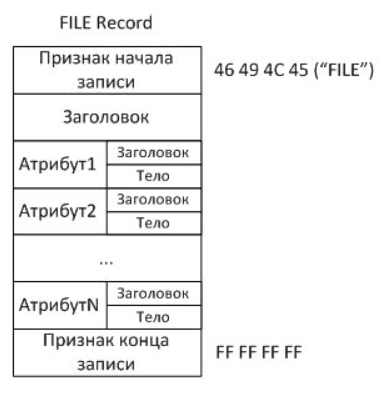 FILE Record
Признак начала
записи
46 49 4C 45 (“FILE”)
Заголовок
Атрибут1
Заголовок
Тело
Атрибут2
Заголовок
Тело
...
АтрибутN
Заголовок
Тело
Признак конца
записи
FF FF FF FF